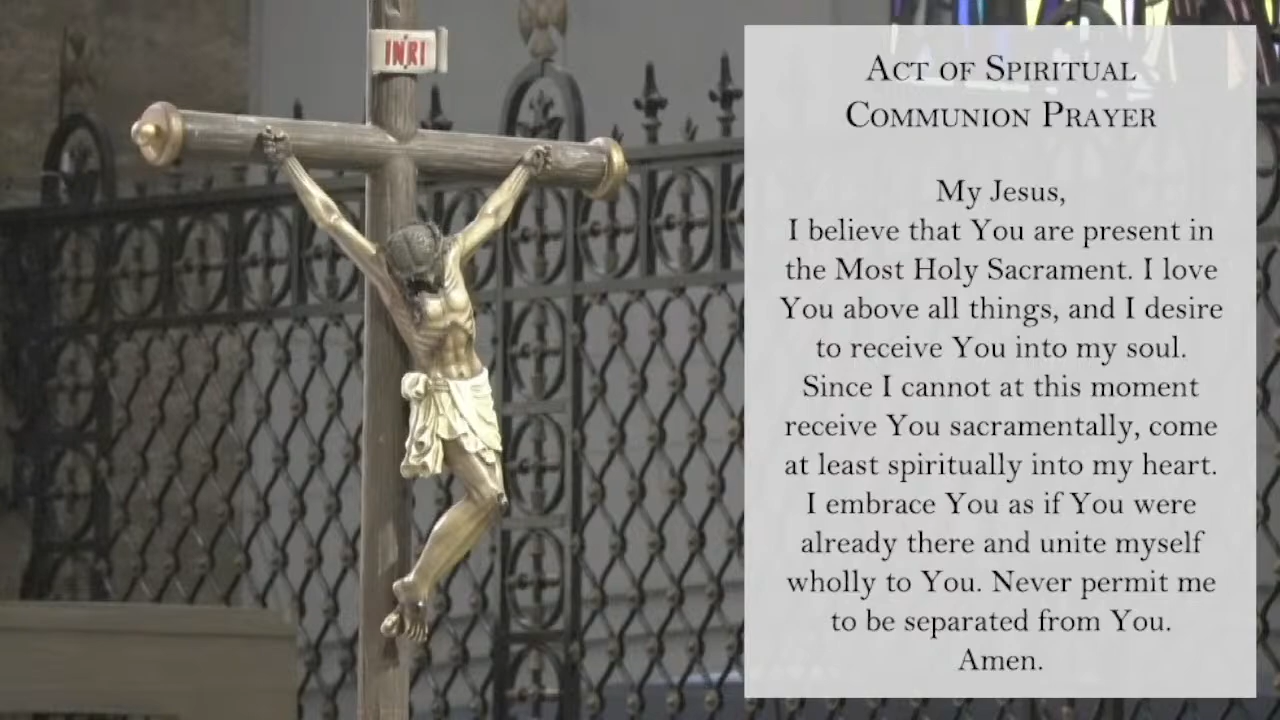 INRI
ACT OF SPIRITUAL
COMMUNION PRAYER
My Jesus,
I believe that You are present in
the Most Holy Sacrament. I love
You above all things, and I desire
to receive You into my soul.
Since I cannot at this moment
receive You sacramentally, come
at least spiritually into my heart.
I embrace You as if You were
already there and unite myself
wholly to You. Never permit me
to be separated from You.
Amen.